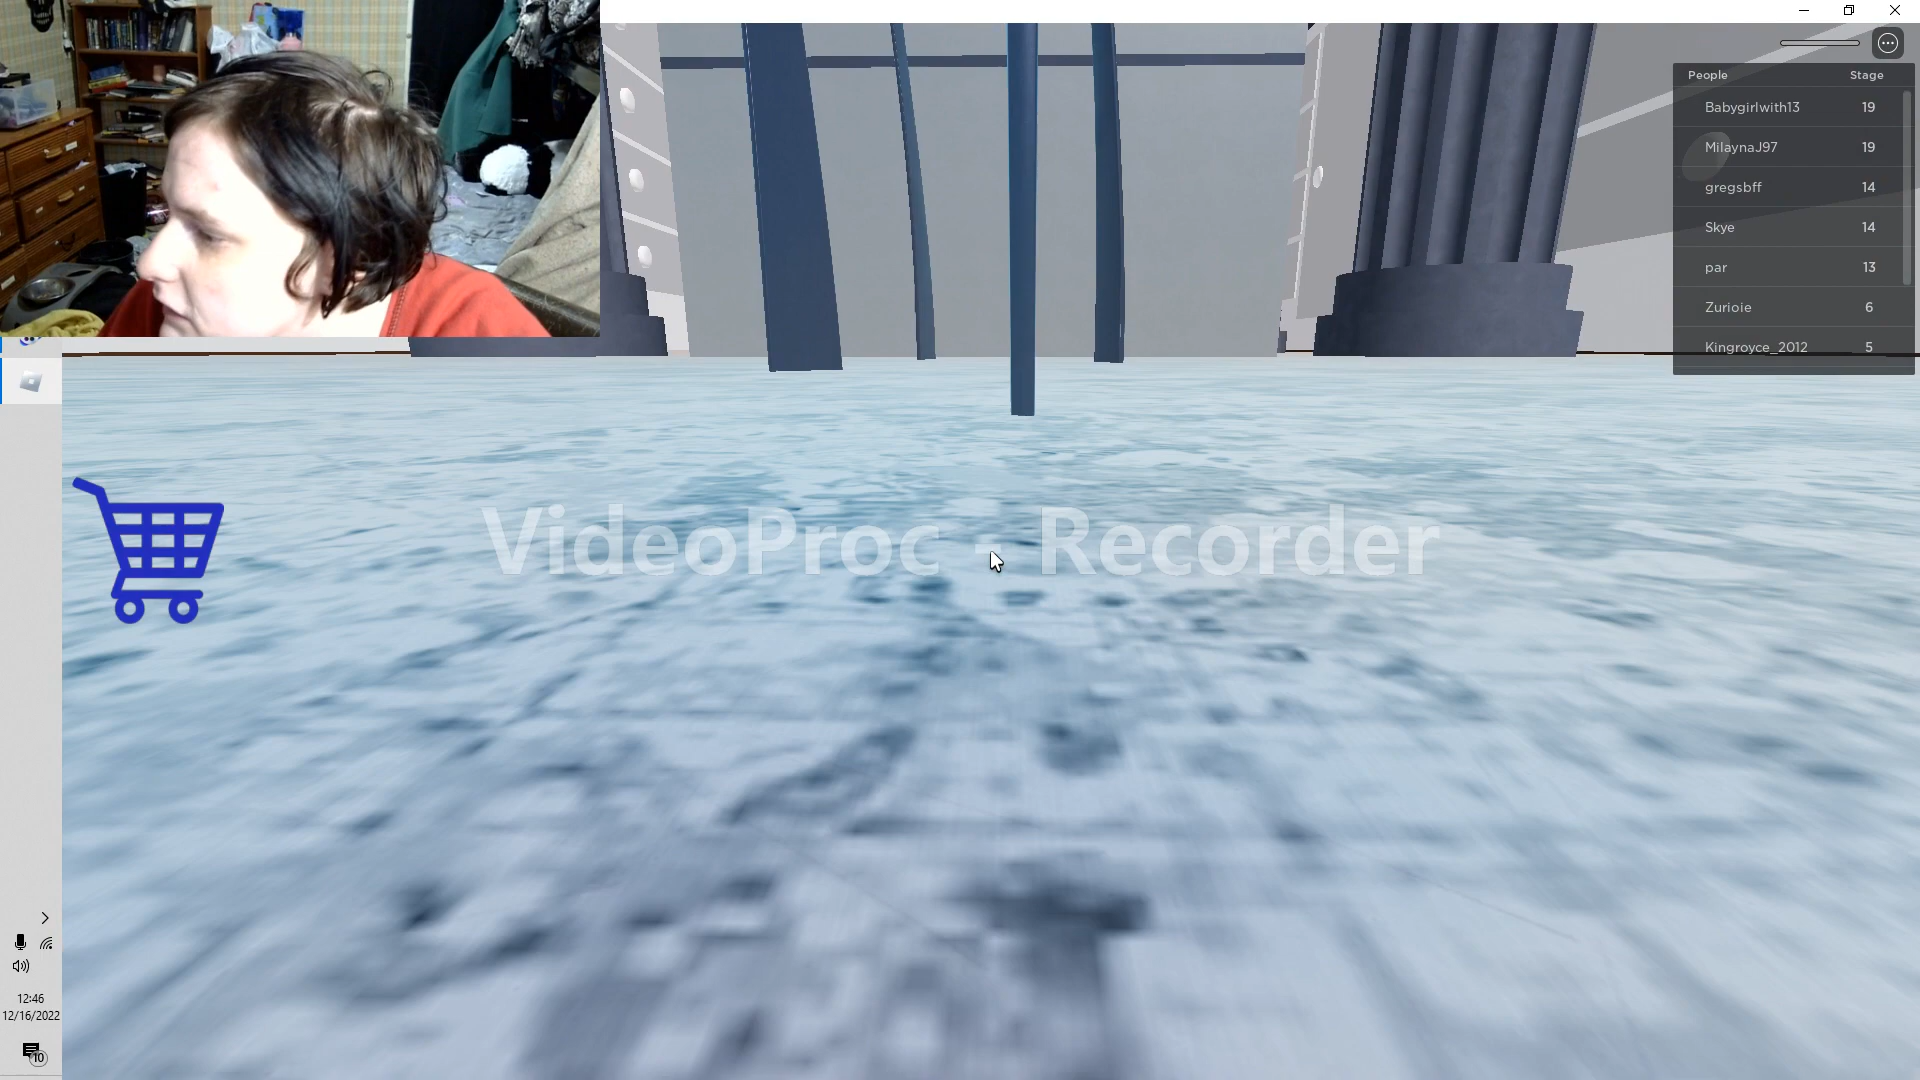 People Stage
Babygirlwith13 19
MilaynaJ97 19
gregsbff 14
Skye 14
par 13
Zurioie 6
Kingroyce_2012 5
VideoProc - Recorder
12:46
12/16/2022
10